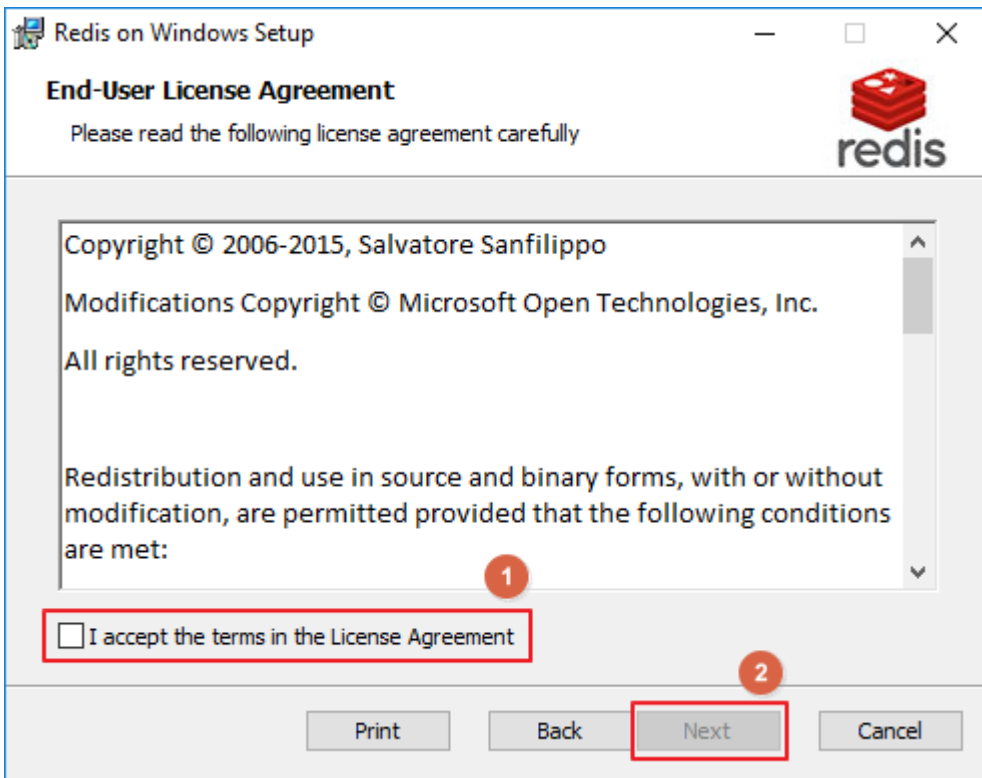 Redis on Windows Setup
End-User License Agreement
Please read the following license agreement carefully
redis
Copyright © 2006-2015, Salvatore Sanfilippo
Modifications Copyright © Microsoft Open Technologies, Inc.
All rights reserved.
Redistribution and use in source and binary forms, with or without
modification, are permitted provided that the following conditions
are met:
1
I accept the terms in the License Agreement
2
Print Back Next Cancel